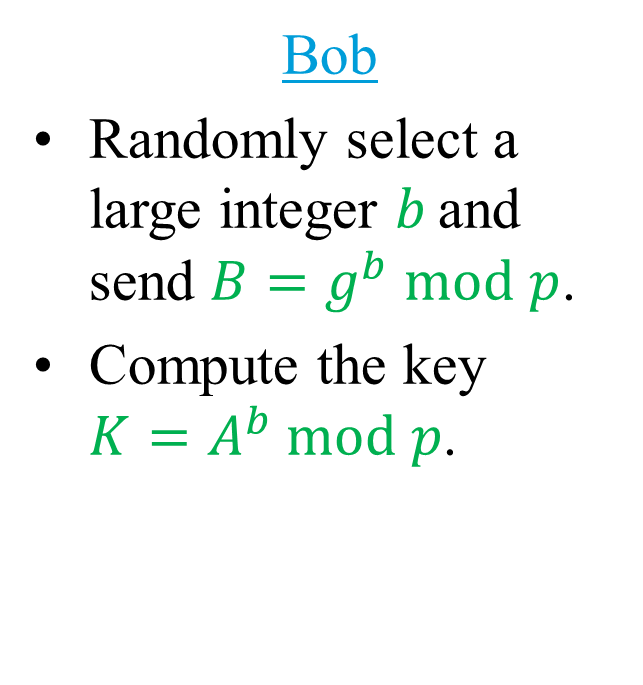 Bob
• Randomly select a
large integer b and
send B = g^b mod p.
• Compute the key
K = A^b mod p.